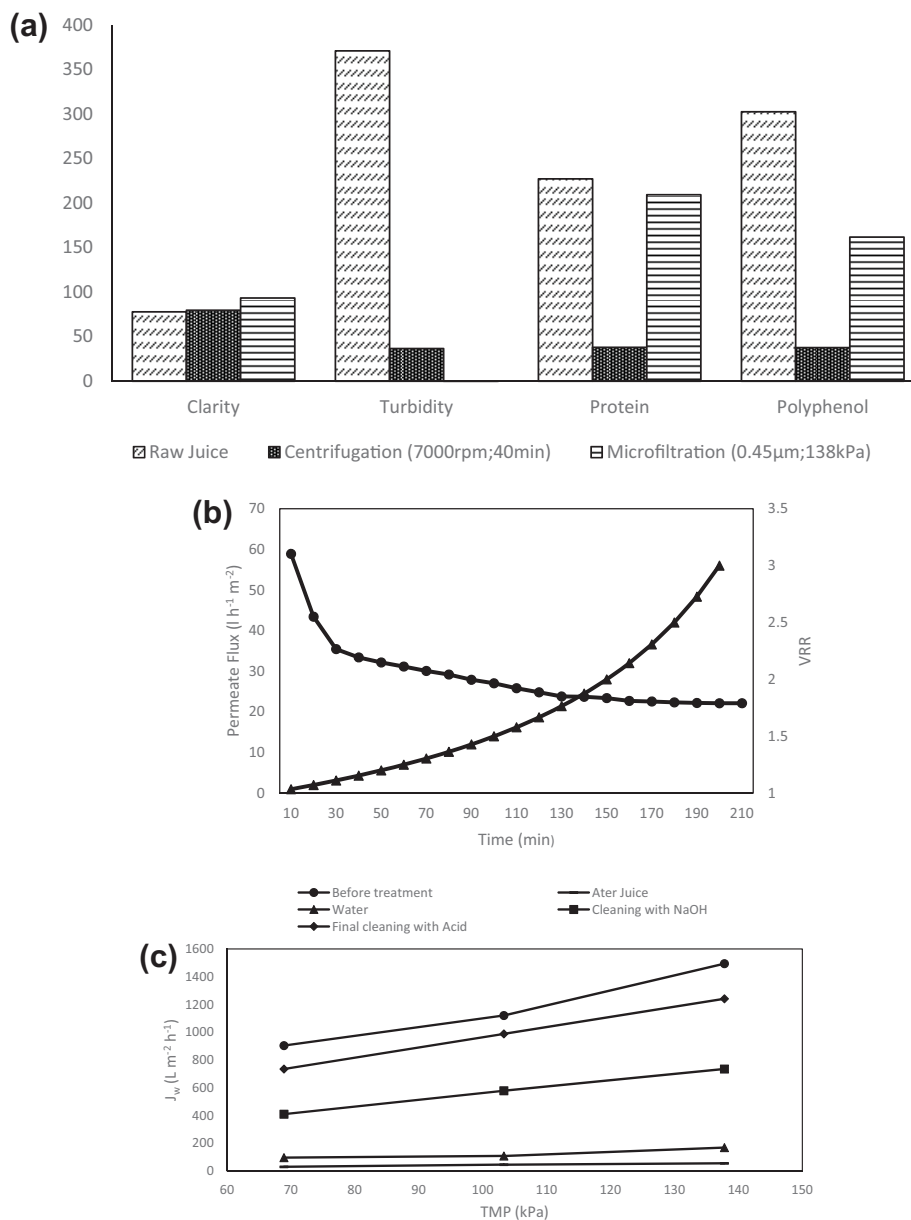 (a)
400
350
300
250
200
150
100
50
0
Clarity Turbidity Protein Polyphenol
Raw Juice Centrifugation (7000rpm;40min) Microfiltration (0.45µm;138kPa)
(b)
Permeate Flux (l h⁻¹ m⁻²)
70
60
50
40
30
20
10
0
3.5
3
2.5
2
1.5
1
VRR
10 30 50 70 90 110 130 150 170 190 210
Time (min)
Before treatment Ater Juice
Water Cleaning with NaOH
Final cleaning with Acid
(c)
J_w (L m⁻² h⁻¹)
1600
1400
1200
1000
800
600
400
200
0
60 70 80 90 100 110 120 130 140 150
TMP (kPa)